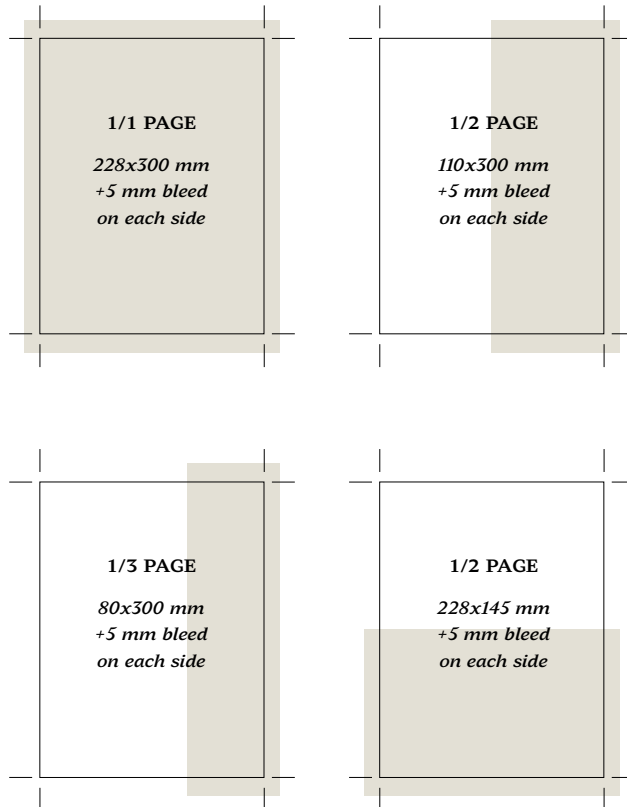 1/1 PAGE
228x300 mm
+5 mm bleed
on each side
1/2 PAGE
110x300 mm
+5 mm bleed
on each side
1/3 PAGE
80x300 mm
+5 mm bleed
on each side
1/2 PAGE
228x145 mm
+5 mm bleed
on each side